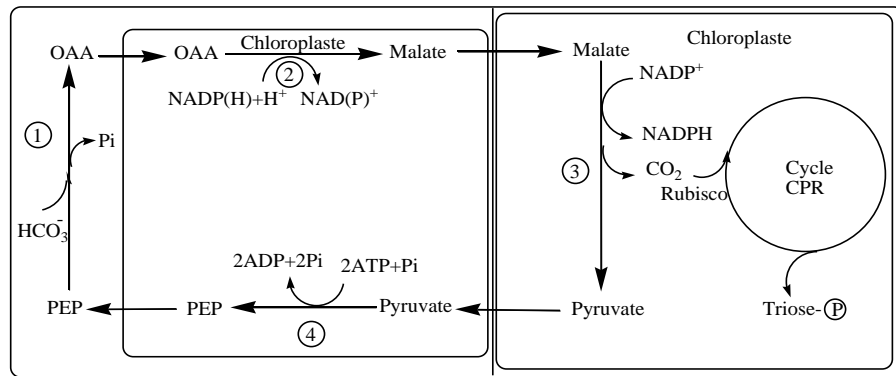 OAA
OAA
Chloroplaste
Malate
②
NADP(H)+H⁺
NAD(P)⁺
①
Pi
HCO₃⁻
2ADP+2Pi
2ATP+Pi
PEP
PEP
Pyruvate
④
Malate
Chloroplaste
NADP⁺
NADPH
③
CO₂
Rubisco
Cycle
CPR
Pyruvate
Triose-Ⓟ